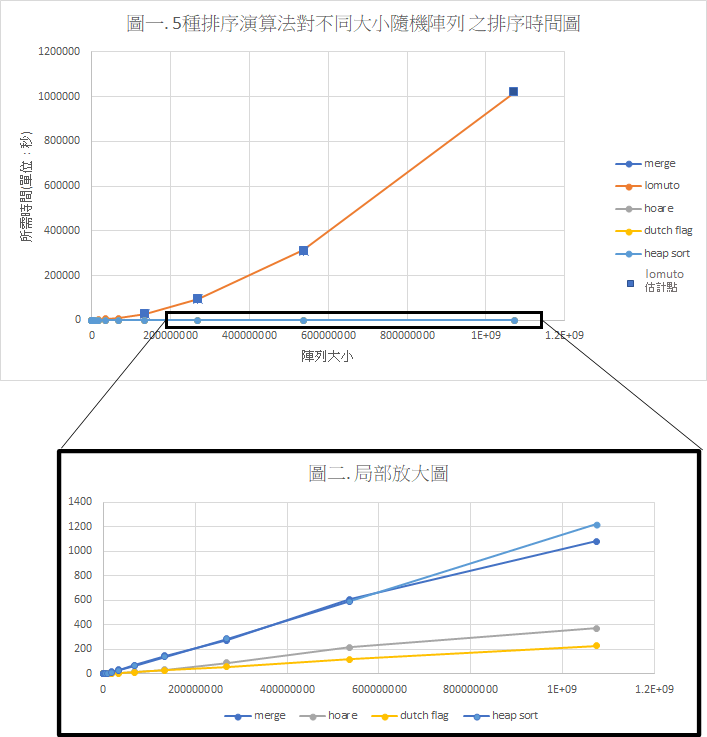 圖一. 5種排序演算法對不同大小隨機陣列 之排序時間圖
1200000
1000000
800000
600000
400000
200000
0
所需時間(單位：秒)
0
200000000
400000000
600000000
800000000
1E+09
1.2E+09
陣列大小
merge
lomuto
hoare
dutch flag
heap sort
lomuto
估計點
圖二. 局部放大圖
1400
1200
1000
800
600
400
200
0
0
200000000
400000000
600000000
800000000
1E+09
1.2E+09
merge
hoare
dutch flag
heap sort